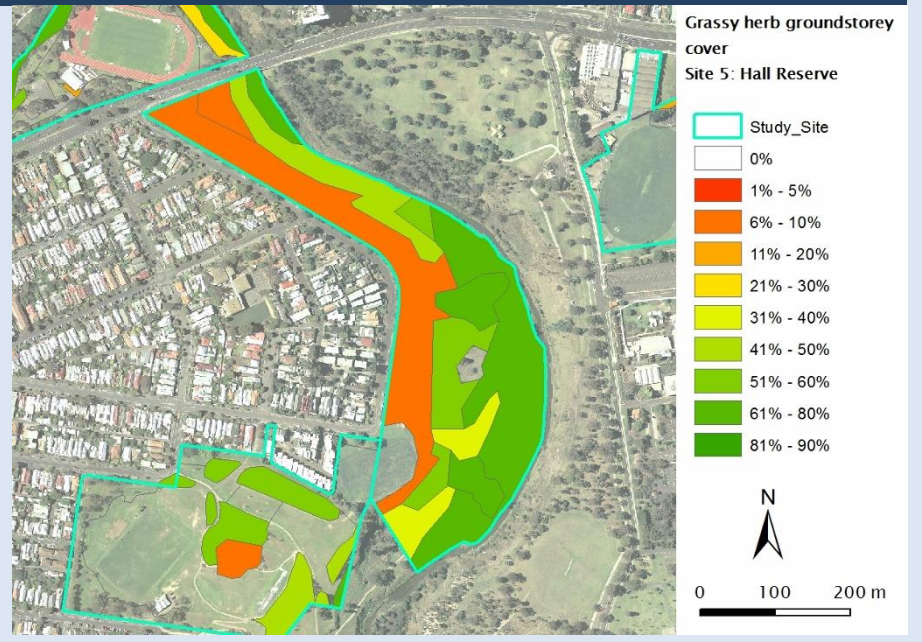 Grassy herb groundstorey
cover
Site 5: Hall Reserve
Study_Site
0%
1% - 5%
6% - 10%
11% - 20%
21% - 30%
31% - 40%
41% - 50%
51% - 60%
61% - 80%
81% - 90%
N
0 100 200 m